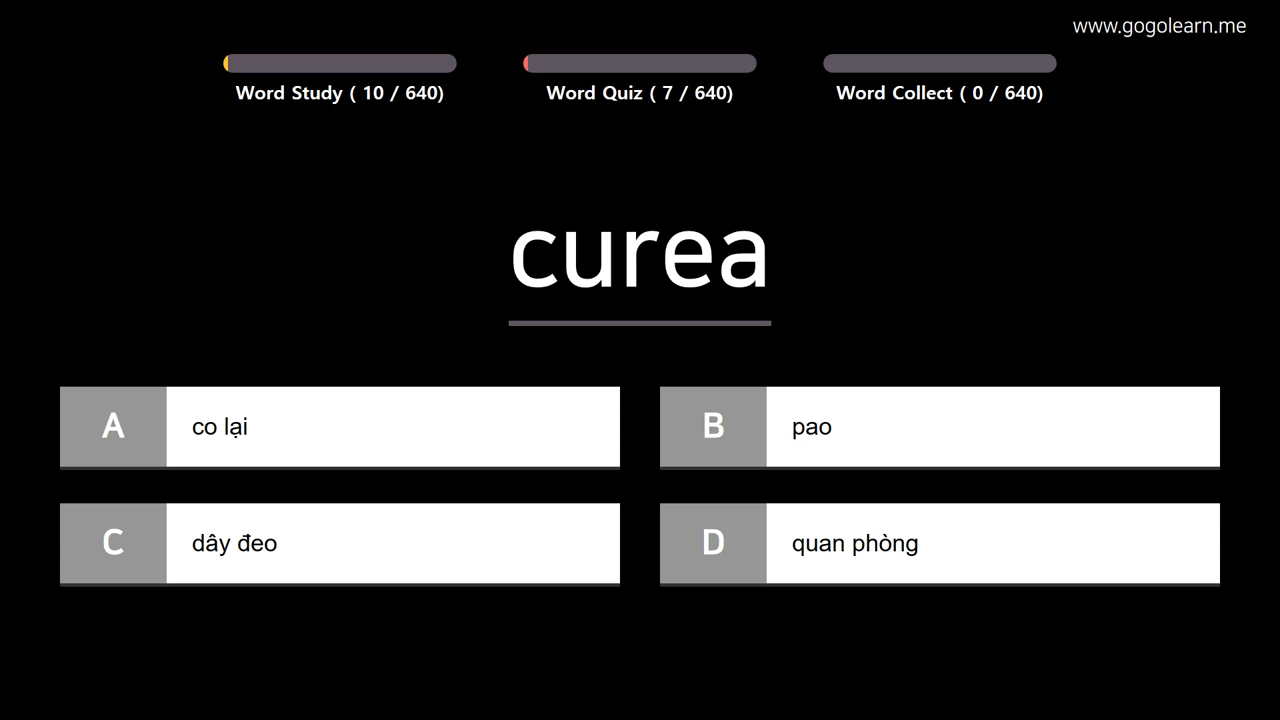 www.gogolearn.me
Word Study ( 10 / 640)
Word Quiz ( 7 / 640)
Word Collect ( 0 / 640)
curea
A
co lại
B
pao
C
dây đeo
D
quan phòng